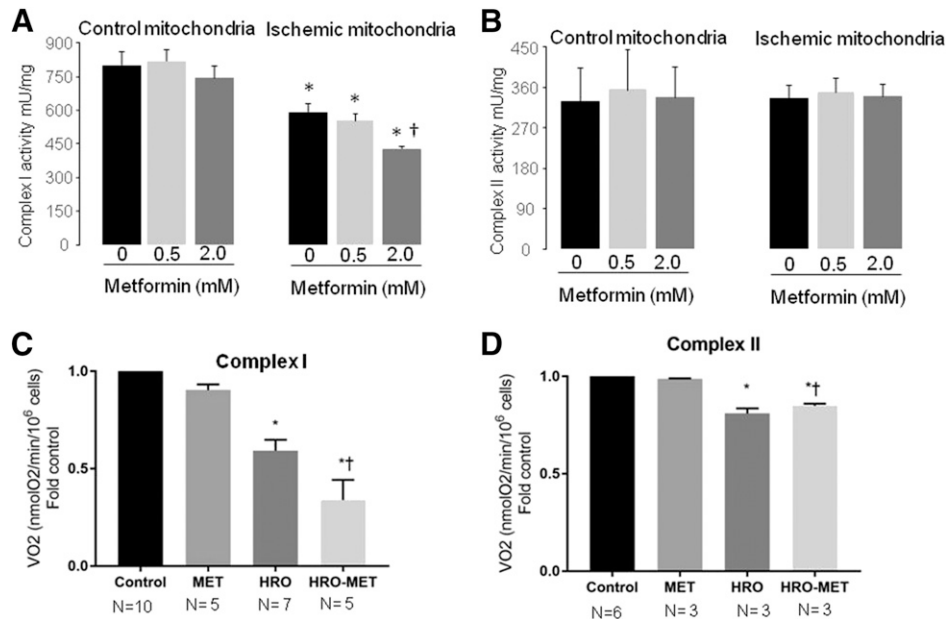 A
Control mitochondria
Ischemic mitochondria
Complex I activity mU/mg
900
750
600
450
300
150
0
*
*
* †
0 0.5 2.0
0 0.5 2.0
Metformin (mM)
Metformin (mM)
B
Control mitochondria
Ischemic mitochondria
Complex II activity mU/mg
450
360
270
180
90
0
0 0.5 2.0
0 0.5 2.0
Metformin (mM)
Metformin (mM)
C
Complex I
VO2 (nmolO2/min/10⁶ cells)
Fold control
1.0
0.5
0.0
*
*†
Control MET HRO HRO-MET
N=10 N=5 N=7 N=5
D
Complex II
VO2 (nmolO2/min/10⁶ cells)
Fold control
1.0
0.5
0.0
*
*†
Control MET HRO HRO-MET
N=6 N=3 N=3 N=3